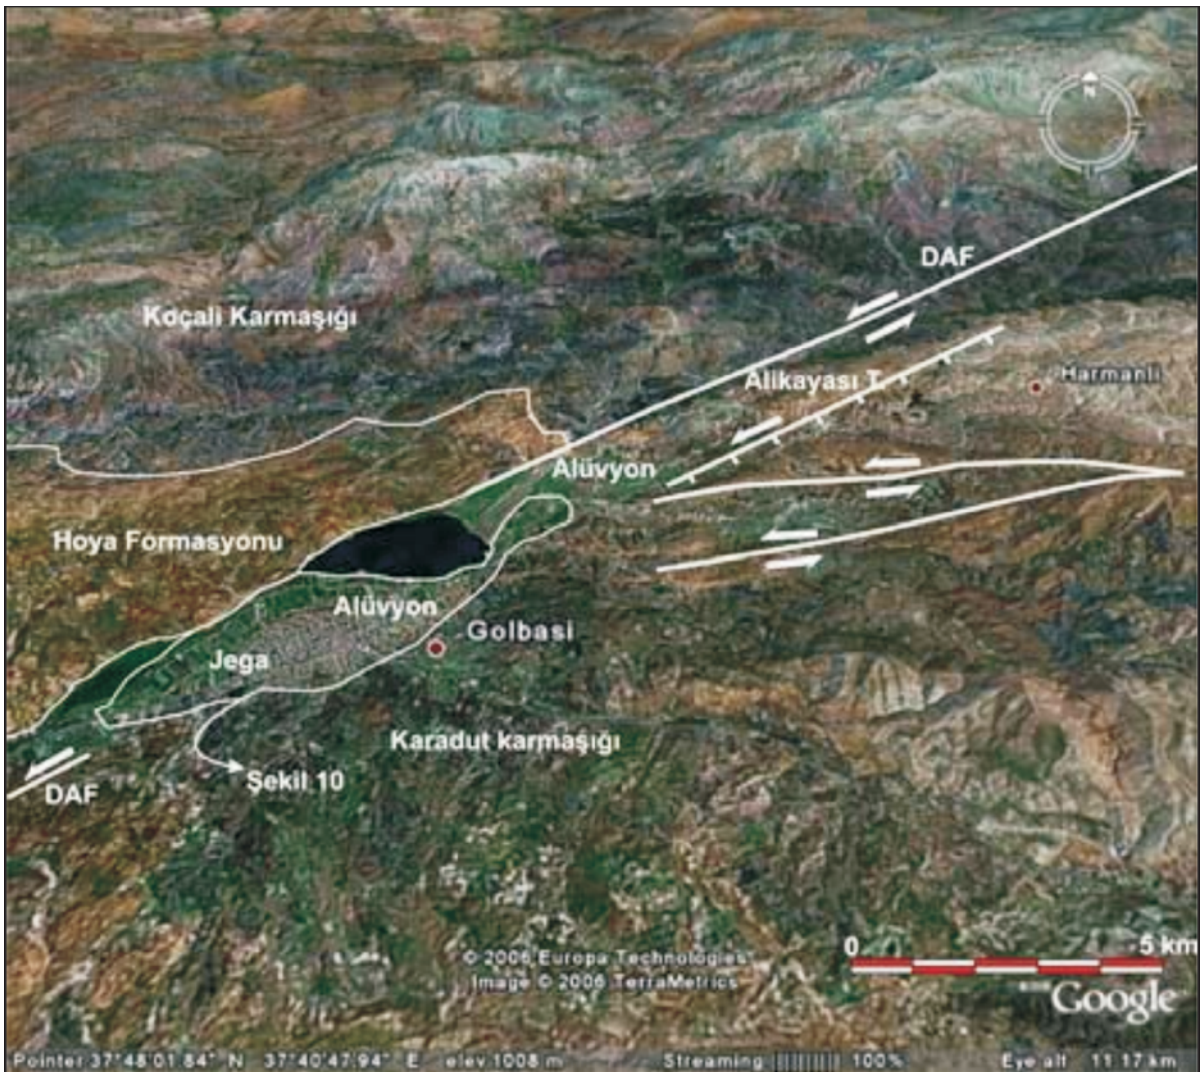 N
DAF
Koçali Karmaşığı
Alikayası T.
Harmanli
Alüvyon
Hoya Formasyonu
Alüvyon
Golbasi
Jega
Karadut karmaşığı
Şekil 10
DAF
0 5 km
© 2006 Europa Technologies
Image © 2006 TerraMetrics
Google
Pointer 37°48'01.84" N 37°40'47.94" E elev 1008 m Streaming 100% Eye alt 11.17 km